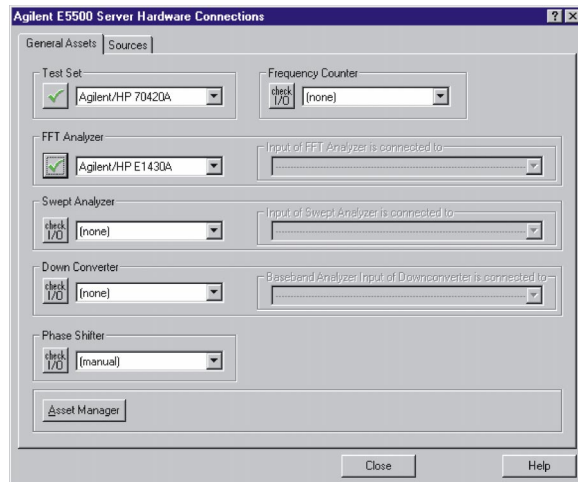 Agilent E5500 Server Hardware Connections
General Assets Sources
Test Set
Agilent/HP 70420A
Frequency Counter
check I/O (none)
FFT Analyzer
Agilent/HP E1430A
Input of FFT Analyzer is connected to
Swept Analyzer
check I/O (none)
Input of Swept Analyzer is connected to
Down Converter
check I/O (none)
Baseband Analyzer Input of Downconverter is connected to
Phase Shifter
check I/O (manual)
Asset Manager
Close Help